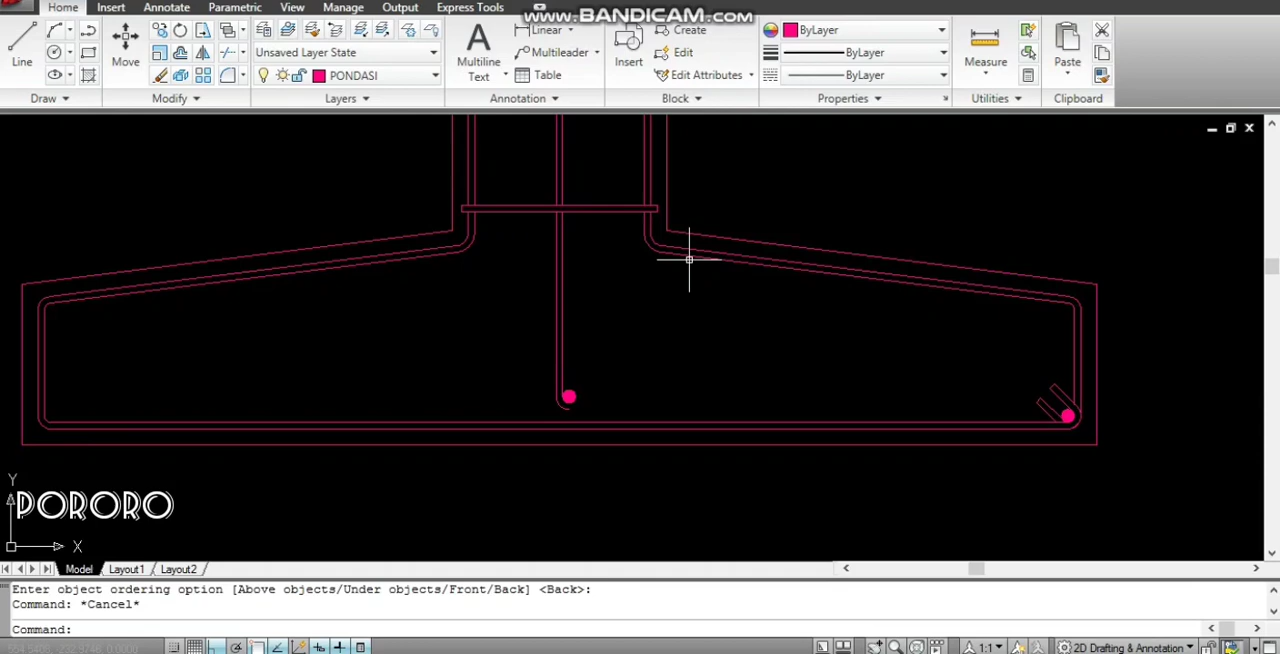 Home Insert Annotate Parametric View Manage Output Express Tools
www.BANDICAM.com
Line
Move
Unsaved Layer State
PONDASI
Multiline
Text
Linear
Multileader
Table
Insert
Create
Edit
Edit Attributes
ByLayer
ByLayer
ByLayer
Measure
Paste
Draw Modify Layers Annotation Block Properties Utilities Clipboard
Y
PORORO
X
Model Layout1 Layout2
Enter object ordering option [Above objects/Under objects/Front/Back] <Back>:
Command: *Cancel*
Command:
1:1 2D Drafting & Annotation